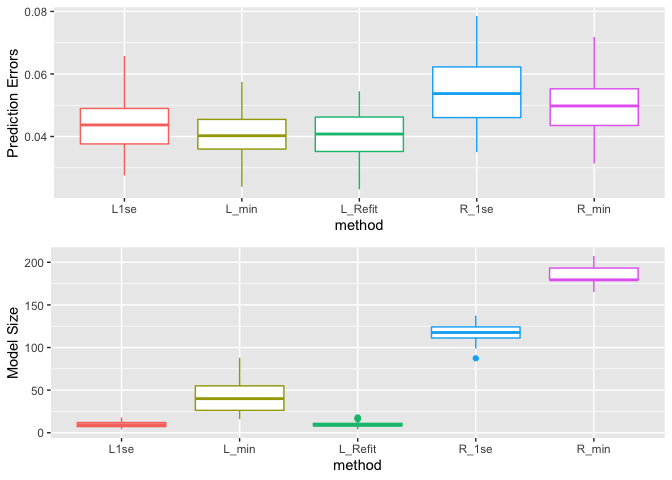 0.08
0.06
0.04
Prediction Errors
L1se L_min L_Refit R_1se R_min
method
200
150
100
50
0
Model Size
L1se L_min L_Refit R_1se R_min
method